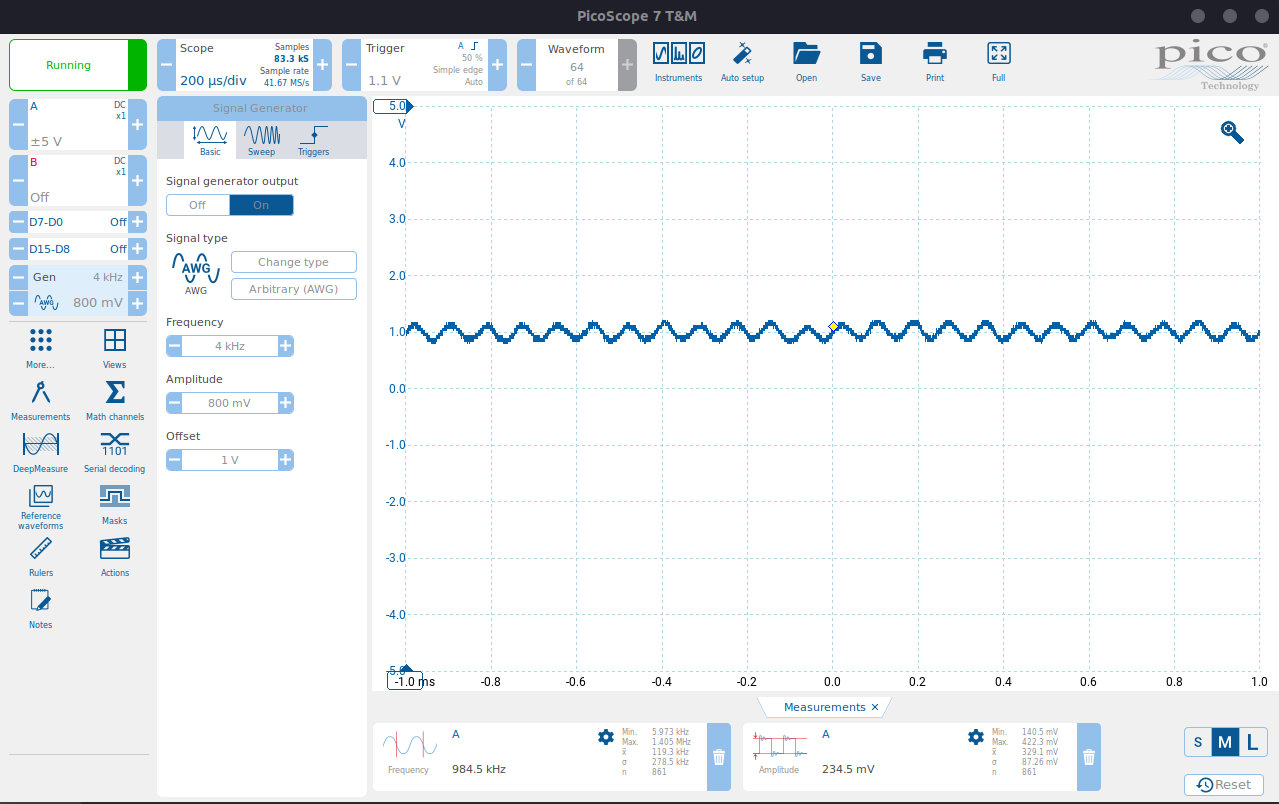 PicoScope 7 T&M
Running
Scope
200 µs/div
Samples
83.3 kS
Sample rate
41.67 MS/s
Trigger
1.1 V
A
50 %
Simple edge
Auto
Waveform
64
of 64
Instruments
Auto setup
Open
Save
Print
Full
pico
Technology
A
DC
x1
±5 V
B
DC
x1
Off
D7-D0 Off
D15-D8 Off
Gen 4 kHz
AWG 800 mV
More...
Views
Measurements
Math channels
DeepMeasure
1101
Serial decoding
Reference
waveforms
Masks
Rulers
Actions
Notes
Signal Generator
Basic
Sweep
Triggers
Signal generator output
Off On
Signal type
AWG
AWG
Change type
Arbitrary (AWG)
Frequency
4 kHz
Amplitude
800 mV
Offset
1 V
5.0
V
4.0
3.0
2.0
1.0
0.0
-1.0
-2.0
-3.0
-4.0
-5.0
-1.0 ms -0.8 -0.6 -0.4 -0.2 0.0 0.2 0.4 0.6 0.8 1.0
Measurements ×
Frequency
A
984.5 kHz
Min. 5.973 kHz
Max. 1.405 MHz
x̄ 119.3 kHz
σ 278.5 kHz
n 861
Amplitude
A
234.5 mV
Min. 140.5 mV
Max. 422.3 mV
x̄ 329.1 mV
σ 87.26 mV
n 861
S M L
Reset